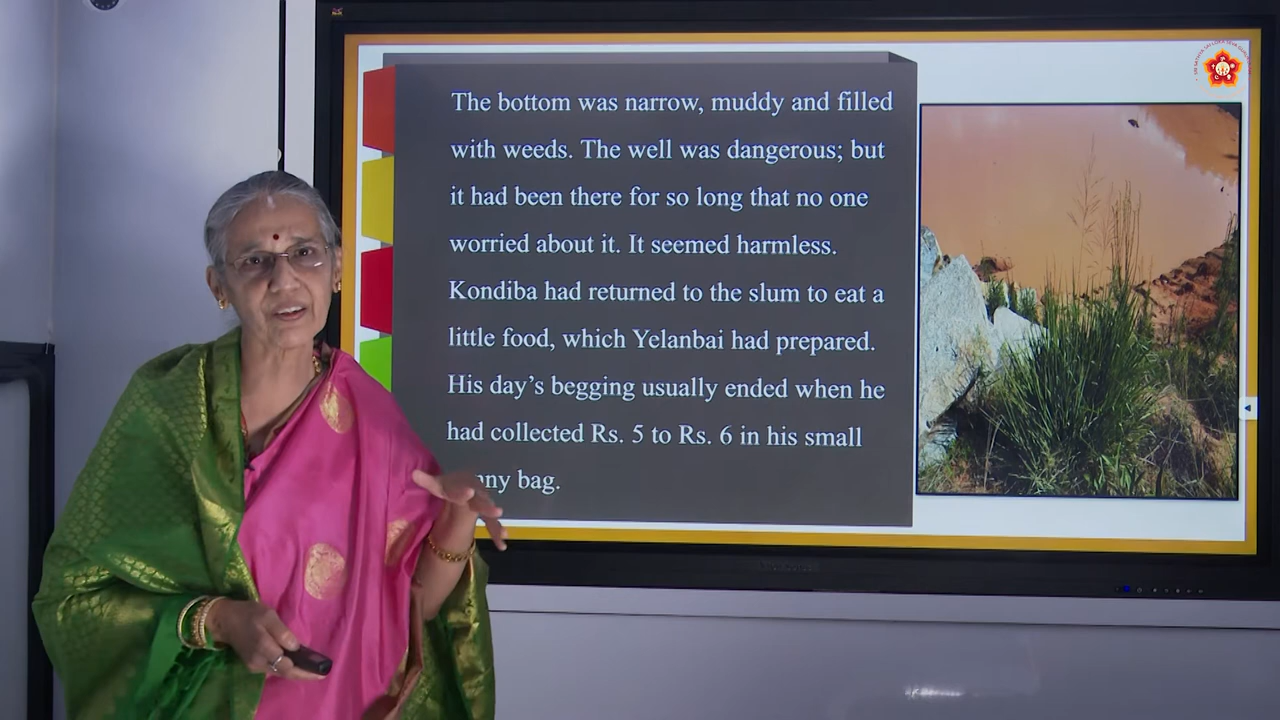 The bottom was narrow, muddy and filled
with weeds. The well was dangerous; but
it had been there for so long that no one
worried about it. It seemed harmless.
Kondiba had returned to the slum to eat a
little food, which Yelanbai had prepared.
His day’s begging usually ended when he
had collected Rs. 5 to Rs. 6 in his small
bag.